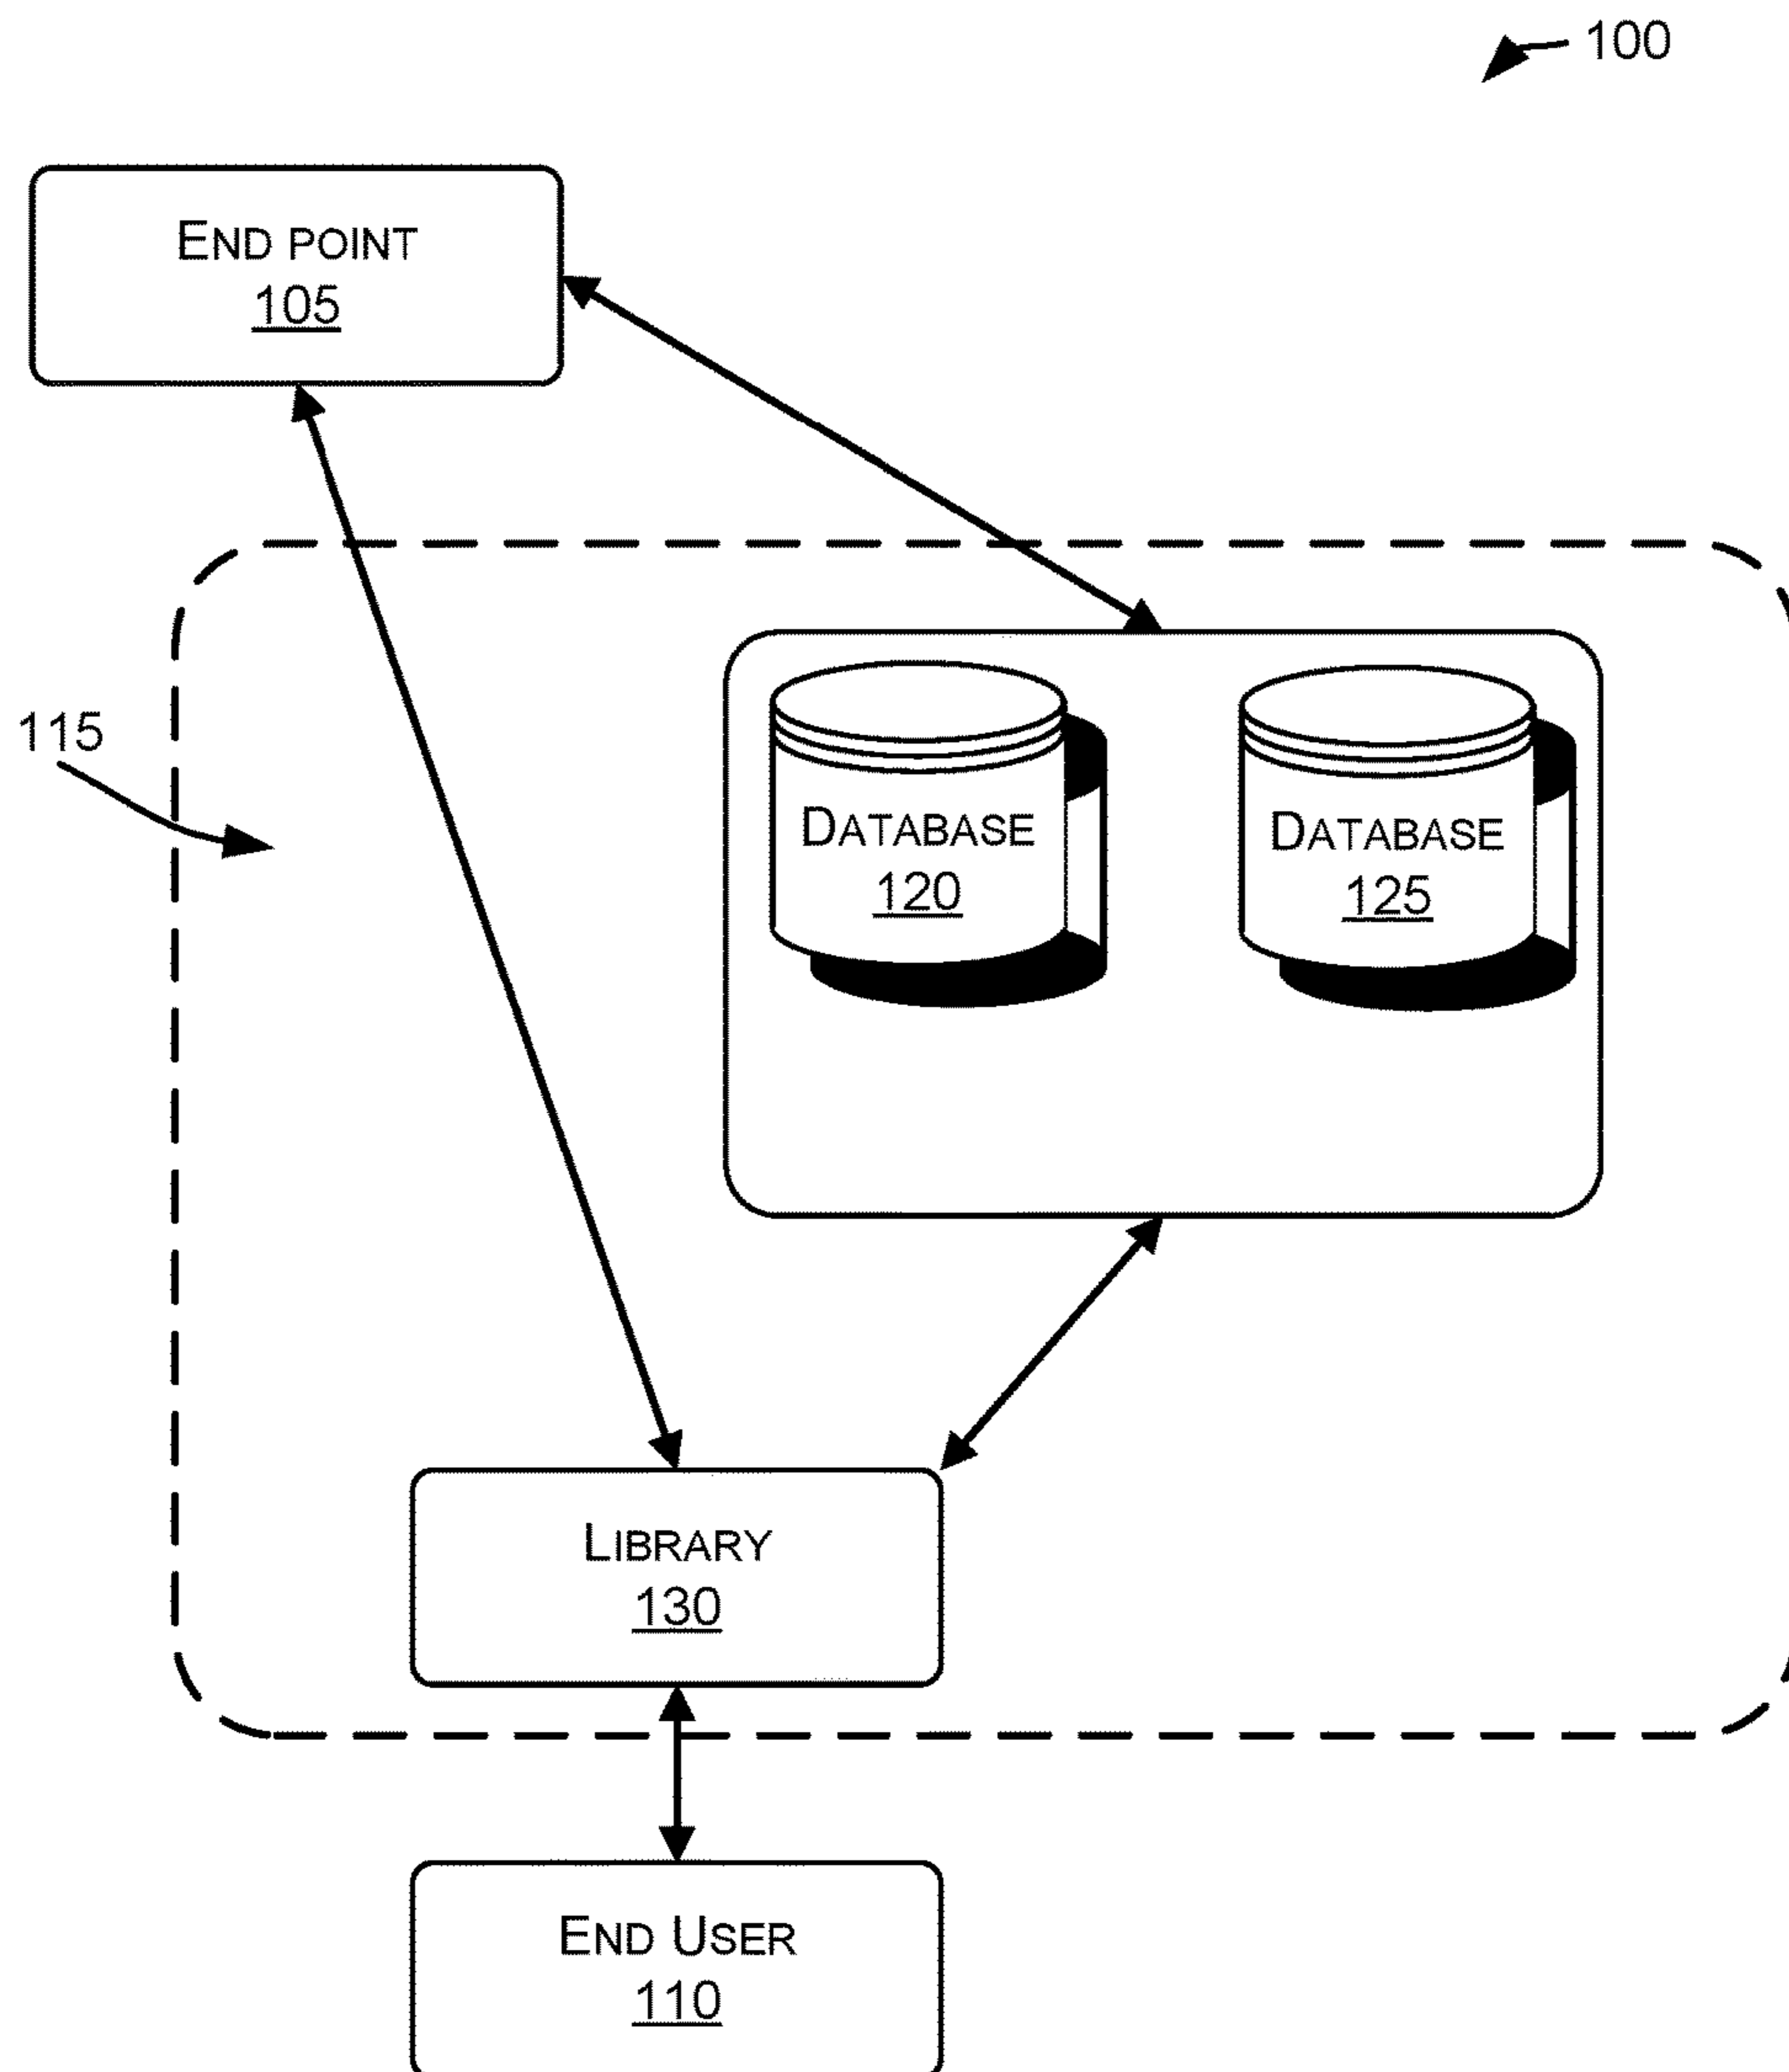 100
END POINT
105
115
DATABASE
120
DATABASE
125
LIBRARY
130
END USER
110